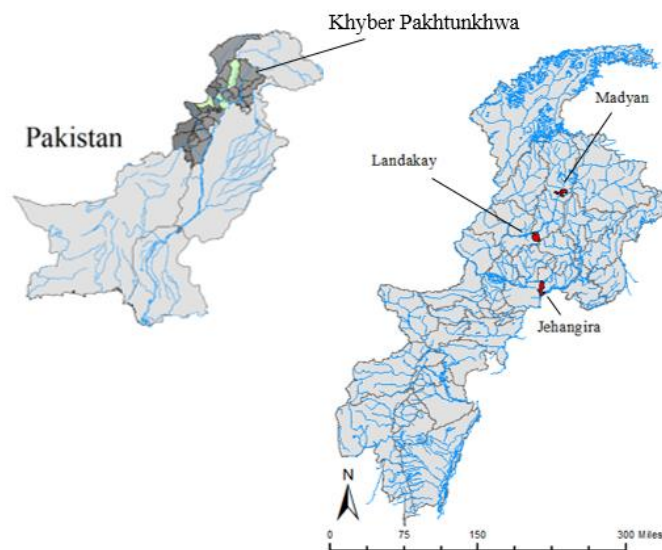 Khyber Pakhtunkhwa
Pakistan
Madyan
Landakay
Jehangira
N
0 75 150 300 Miles